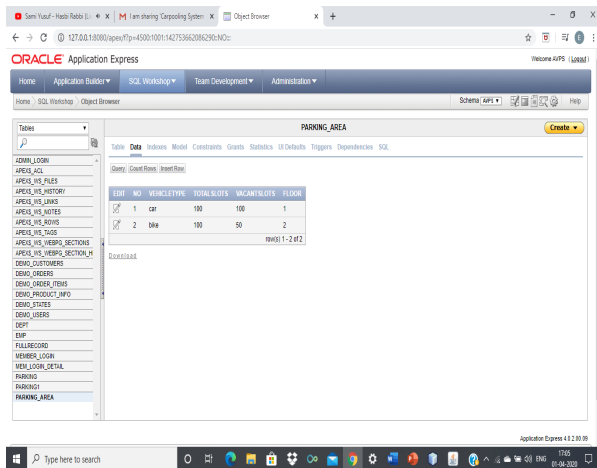 Sami Yusuf - Hasbi Rabbi (Li
M I am sharing 'Carpooling System
Object Browser
127.0.0.1:8080/apex/f?p=4500:1001:142753662086290::NO::
ORACLE Application Express
Welcome AVPS (Logout)
Home Application Builder SQL Workshop Team Development Administration
Home SQL Workshop Object Browser
Schema AVPS Help
Tables
PARKING_AREA
Create
Table Data Indexes Model Constraints Grants Statistics UI Defaults Triggers Dependencies SQL
Query Count Rows Insert Row
EDIT NO VEHICLETYPE TOTALSLOTS VACANTSLOTS FLOOR
1 car 100 100 1
2 bike 100 50 2
row(s) 1 - 2 of 2
Download
ADMIN_LOGIN
APEX$_ACL
APEX$_WS_FILES
APEX$_WS_HISTORY
APEX$_WS_LINKS
APEX$_WS_NOTES
APEX$_WS_ROWS
APEX$_WS_TAGS
APEX$_WS_WEBPG_SECTIONS
APEX$_WS_WEBPG_SECTION_H
DEMO_CUSTOMERS
DEMO_ORDERS
DEMO_ORDER_ITEMS
DEMO_PRODUCT_INFO
DEMO_STATES
DEMO_USERS
DEPT
EMP
FULLRECORD
MEMBER_LOGIN
MEM_LOGIN_DETAIL
PARKING
PARKING1
PARKING_AREA
Application Express 4.0.2.00.09
Type here to search
ENG
17:05
01-04-2020